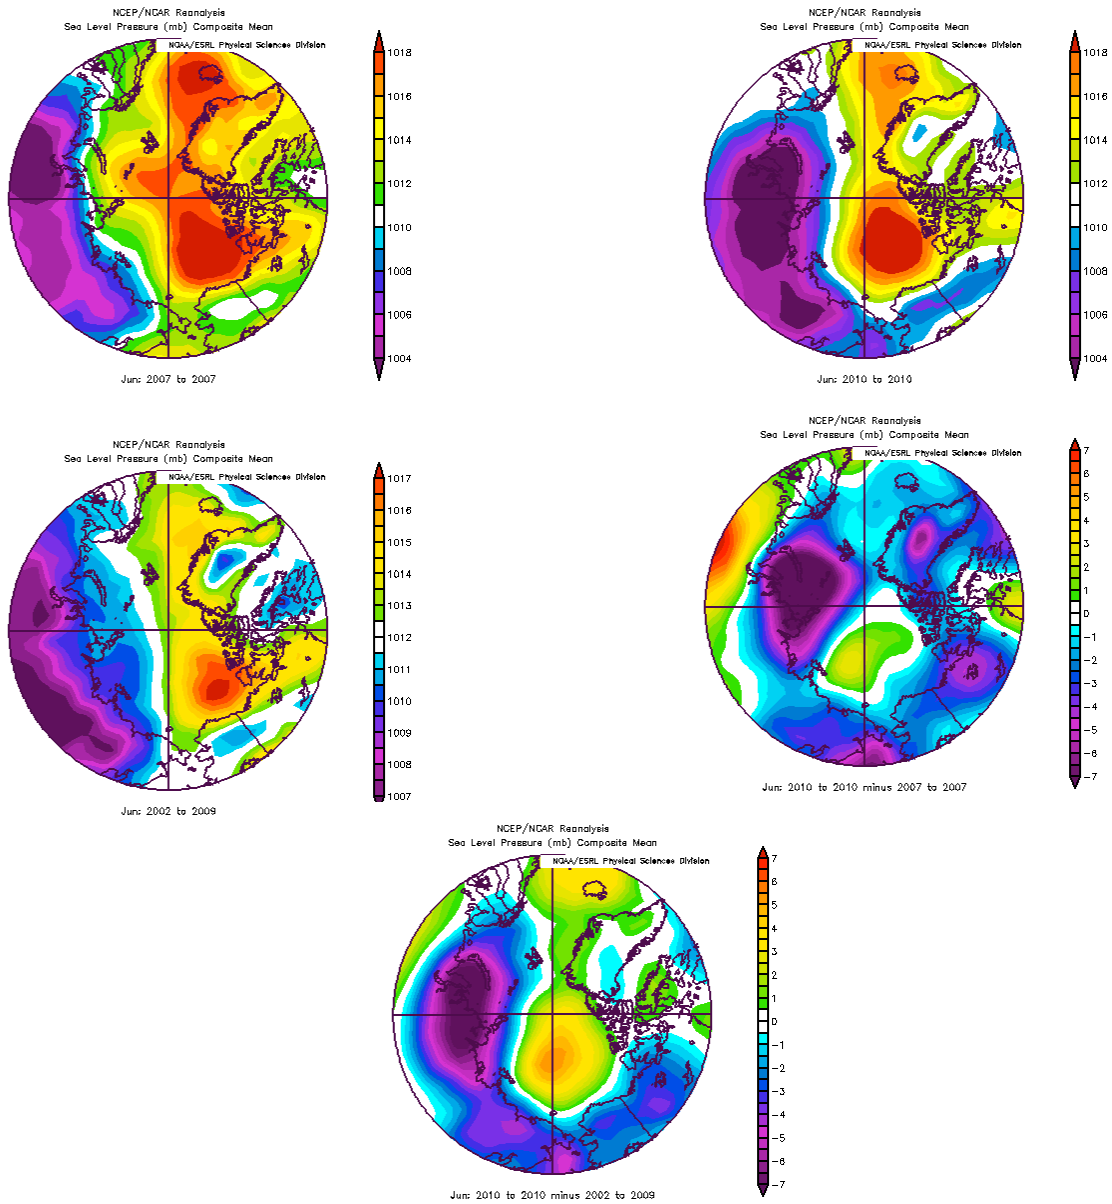 NCEP/NCAR Reanalysis
Sea Level Pressure (mb) Composite Mean
NOAA/ESRL Physical Sciences Division
1018
1016
1014
1012
1010
1008
1006
1004
Jun: 2007 to 2007
NCEP/NCAR Reanalysis
Sea Level Pressure (mb) Composite Mean
NOAA/ESRL Physical Sciences Division
1018
1016
1014
1012
1010
1008
1006
1004
Jun: 2010 to 2010
NCEP/NCAR Reanalysis
Sea Level Pressure (mb) Composite Mean
NOAA/ESRL Physical Sciences Division
1017
1016
1015
1014
1013
1012
1011
1010
1009
1008
1007
Jun: 2002 to 2009
NCEP/NCAR Reanalysis
Sea Level Pressure (mb) Composite Mean
NOAA/ESRL Physical Sciences Division
7
6
5
4
3
2
1
0
-1
-2
-3
-4
-5
-6
-7
Jun: 2010 to 2010 minus 2007 to 2007
NCEP/NCAR Reanalysis
Sea Level Pressure (mb) Composite Mean
NOAA/ESRL Physical Sciences Division
7
6
5
4
3
2
1
0
-1
-2
-3
-4
-5
-6
-7
Jun: 2010 to 2010 minus 2002 to 2009